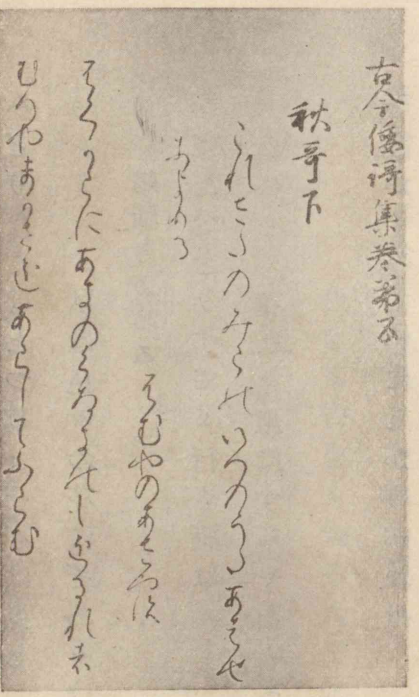 古今倭謌集巻第五
秋哥下
これさたのみこのいへのうたあはせ
のうた
ふむやのあさやす
ふくからにあきのくさきのしをるれは
むへやまかせをあらしといふらむ